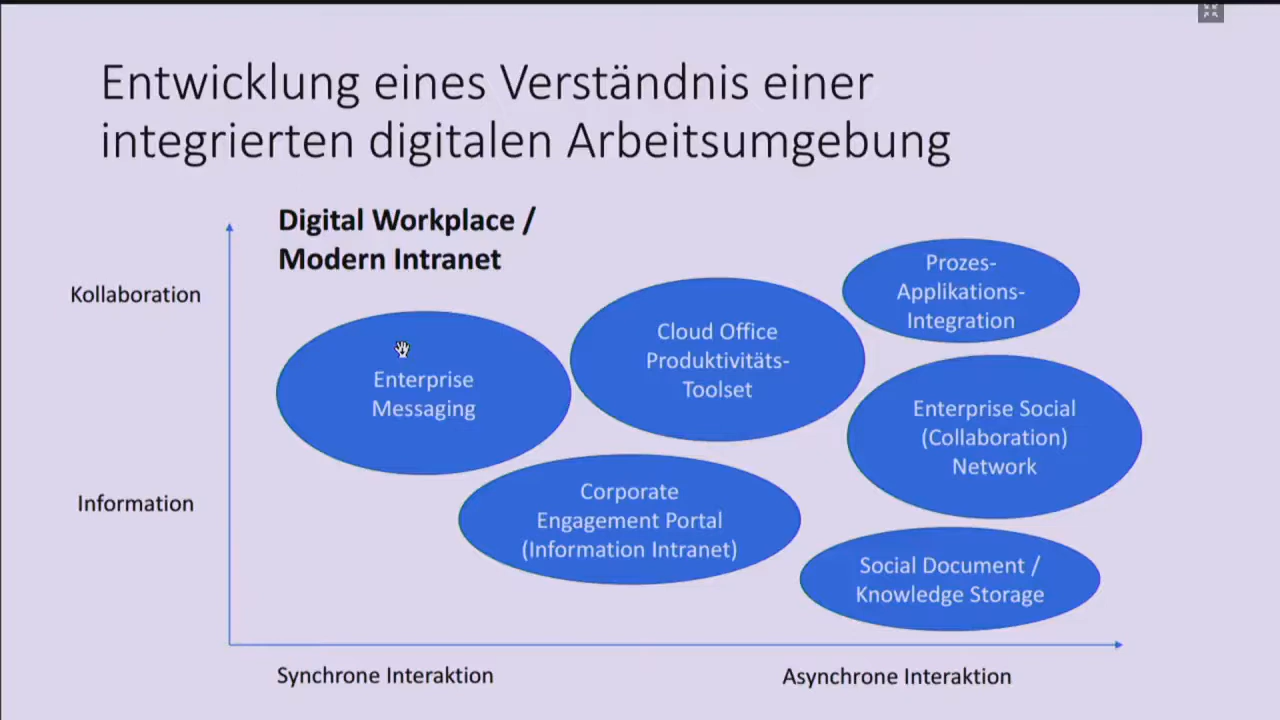 Entwicklung eines Verständnis einer
integrierten digitalen Arbeitsumgebung
Digital Workplace /
Modern Intranet
Kollaboration
Information
Enterprise
Messaging
Cloud Office
Produktivitäts-
Toolset
Prozes-
Applikations-
Integration
Enterprise Social
(Collaboration)
Network
Corporate
Engagement Portal
(Information Intranet)
Social Document /
Knowledge Storage
Synchrone Interaktion
Asynchrone Interaktion